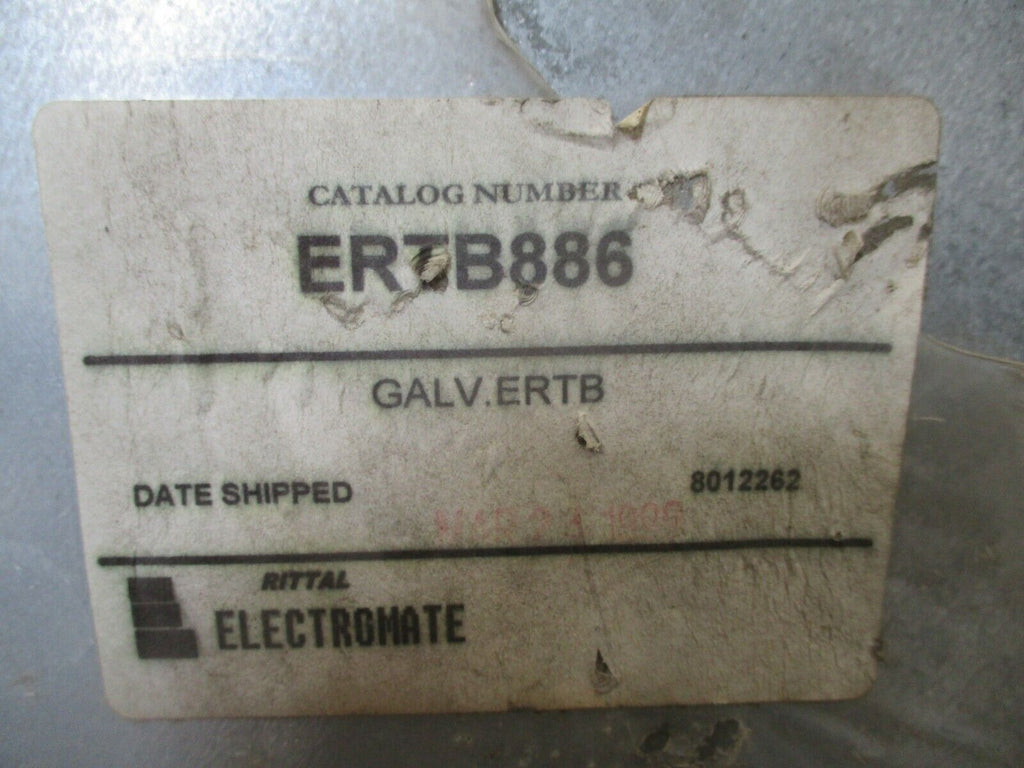 CATALOG NUMBER
ERTB886
GALV.ERTB
DATE SHIPPED 8012262
RITTAL
ELECTROMATE